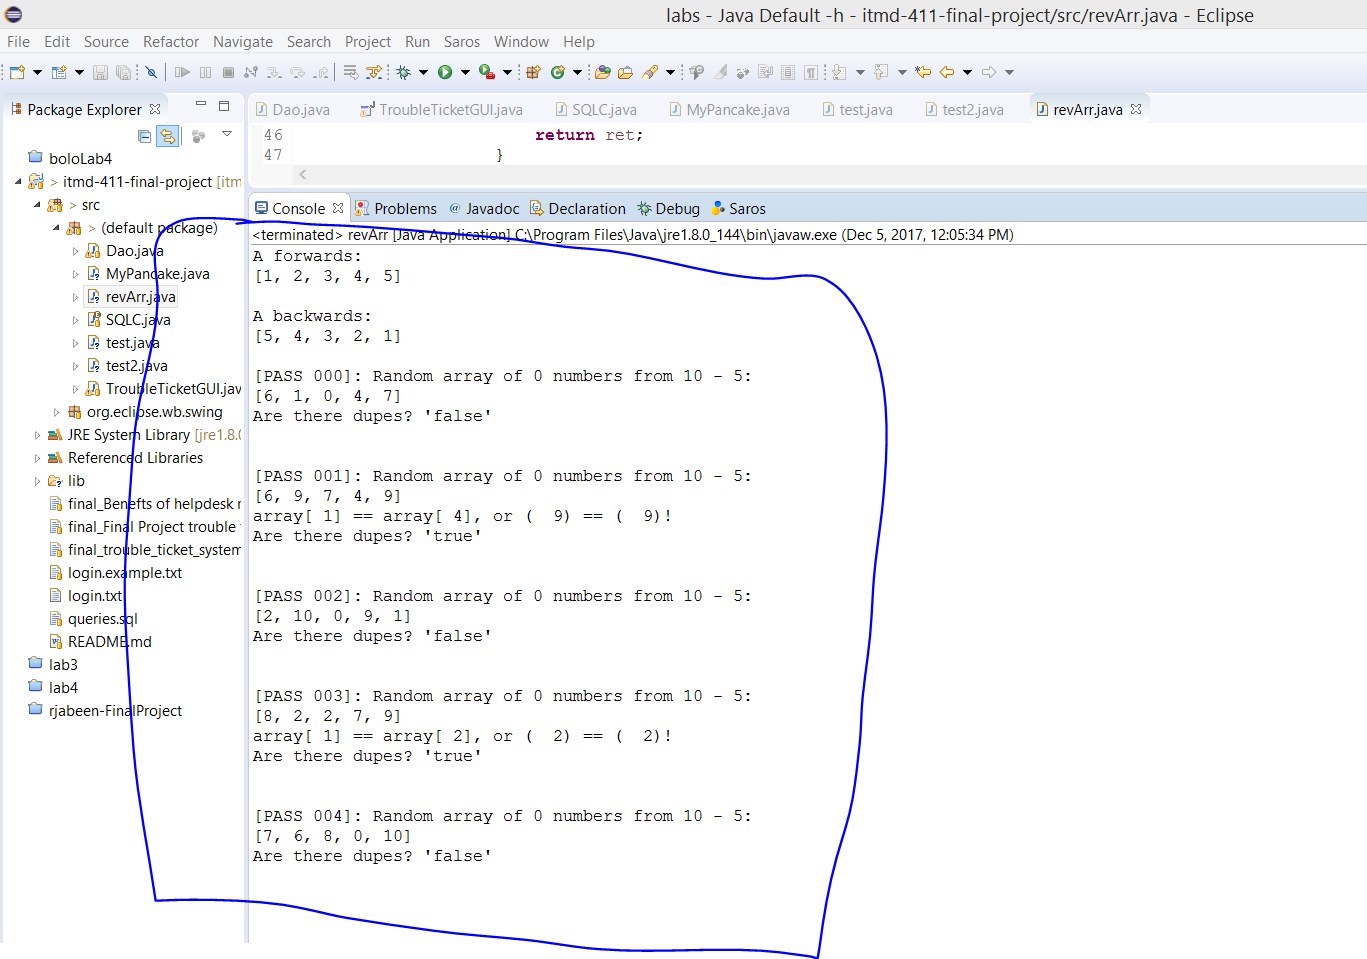 labs - Java Default -h - itmd-411-final-project/src/revArr.java - Eclipse
File Edit Source Refactor Navigate Search Project Run Saros Window Help
Package Explorer
boloLab4
> itmd-411-final-project [itm
> src
> (default package)
Dao.java
MyPancake.java
revArr.java
SQLC.java
test.java
test2.java
TroubleTicketGUI.jav
org.eclipse.wb.swing
JRE System Library [jre1.8.0
Referenced Libraries
lib
final_Benefts of helpdesk r
final_Final Project trouble
final_trouble_ticket_system
login.example.txt
login.txt
queries.sql
README.md
lab3
lab4
rjabeen-FinalProject
Dao.java TroubleTicketGUI.java SQLC.java MyPancake.java test.java test2.java revArr.java
46 return ret;
47 }
Console Problems @ Javadoc Declaration Debug Saros
<terminated> revArr [Java Application] C:\Program Files\Java\jre1.8.0_144\bin\javaw.exe (Dec 5, 2017, 12:05:34 PM)
A forwards:
[1, 2, 3, 4, 5]
A backwards:
[5, 4, 3, 2, 1]
[PASS 000]: Random array of 0 numbers from 10 - 5:
[6, 1, 0, 4, 7]
Are there dupes? 'false'
[PASS 001]: Random array of 0 numbers from 10 - 5:
[6, 9, 7, 4, 9]
array[ 1] == array[ 4], or (  9) == (  9)!
Are there dupes? 'true'
[PASS 002]: Random array of 0 numbers from 10 - 5:
[2, 10, 0, 9, 1]
Are there dupes? 'false'
[PASS 003]: Random array of 0 numbers from 10 - 5:
[8, 2, 2, 7, 9]
array[ 1] == array[ 2], or (  2) == (  2)!
Are there dupes? 'true'
[PASS 004]: Random array of 0 numbers from 10 - 5:
[7, 6, 8, 0, 10]
Are there dupes? 'false'